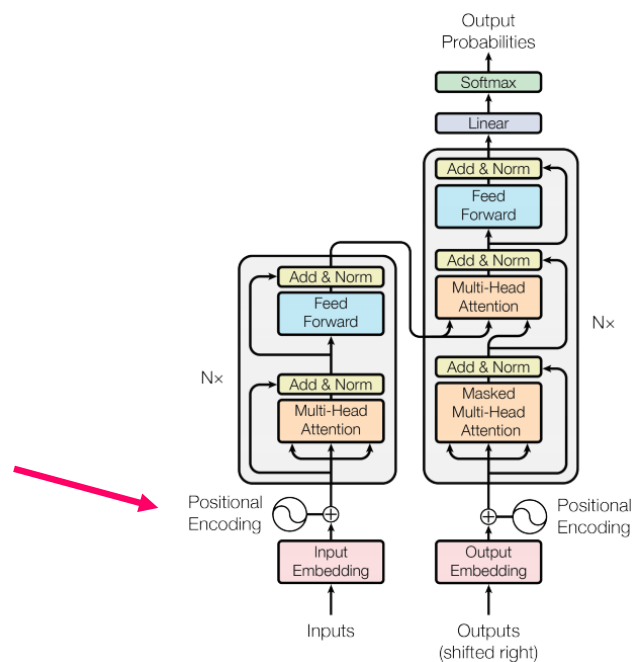 Output
Probabilities
Softmax
Linear
Add & Norm
Feed
Forward
Add & Norm
Multi-Head
Attention
Nx
Add & Norm
Masked
Multi-Head
Attention
Add & Norm
Feed
Forward
Nx
Add & Norm
Multi-Head
Attention
Positional
Encoding
Positional
Encoding
Input
Embedding
Output
Embedding
Inputs
Outputs
(shifted right)